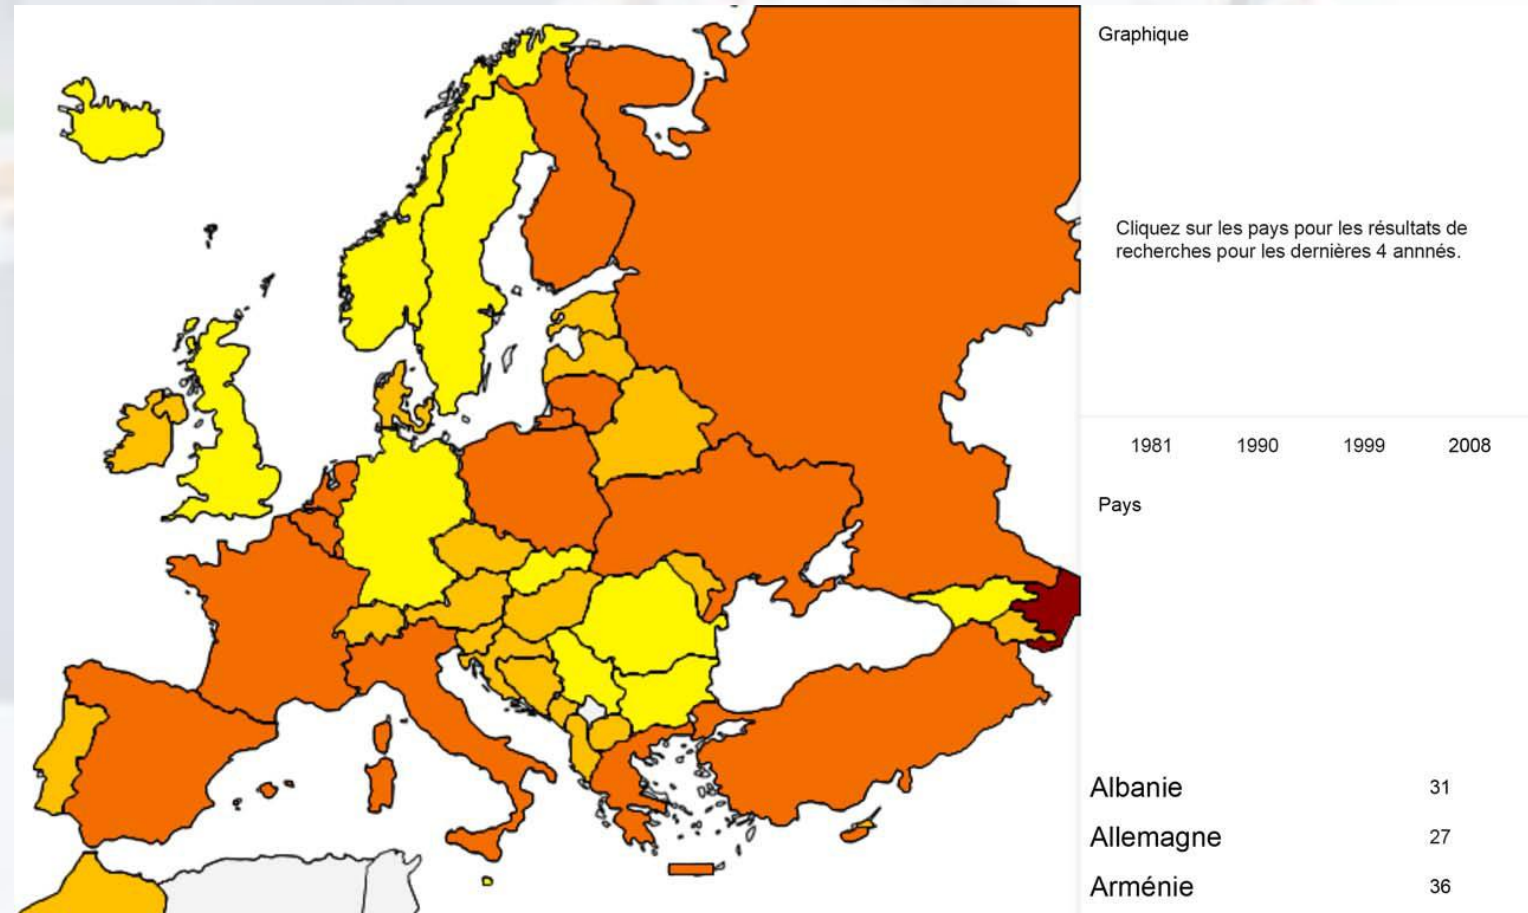 Graphique
Cliquez sur les pays pour les résultats de
recherches pour les dernières 4 annnés.
1981 1990 1999 2008
Pays
Albanie 31
Allemagne 27
Arménie 36